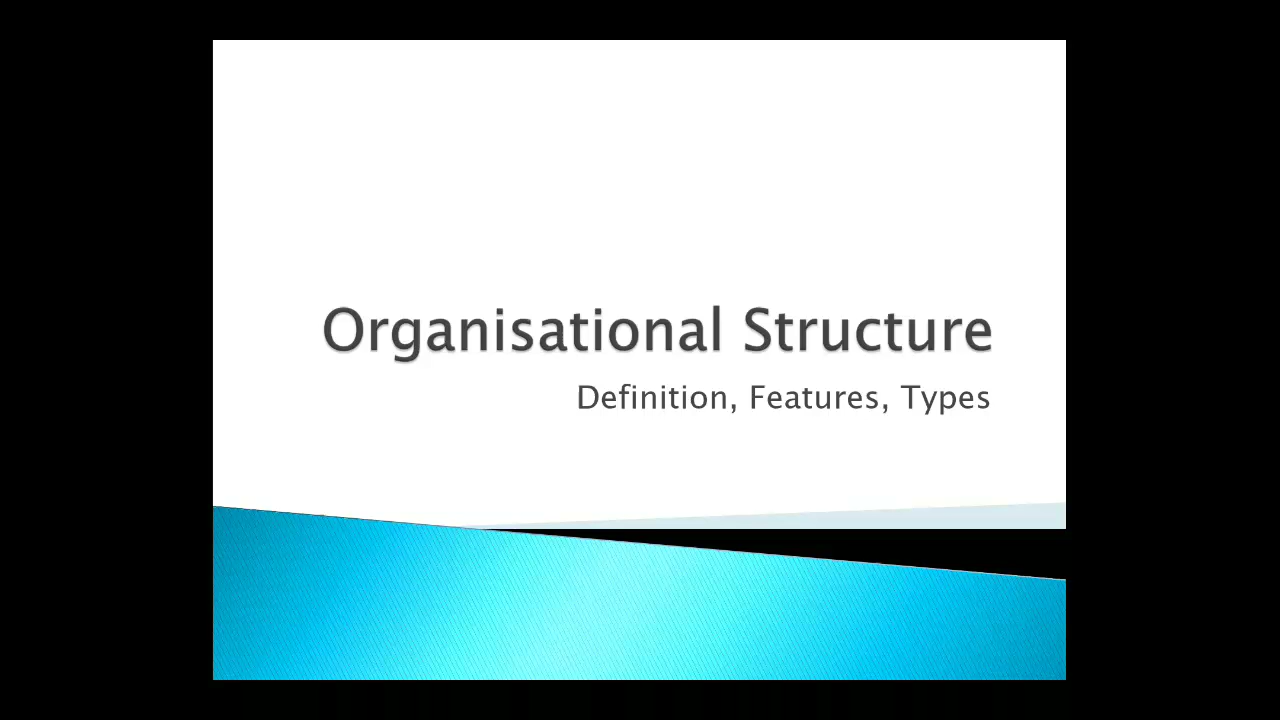 Organisational Structure
Definition, Features, Types